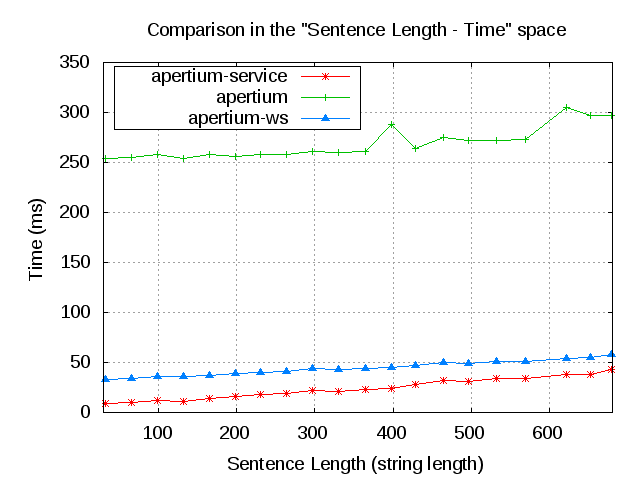 Comparison in the "Sentence Length - Time" space
350
300
250
200
150
100
50
0
Time (ms)
apertium-service
apertium
apertium-ws
100 200 300 400 500 600
Sentence Length (string length)